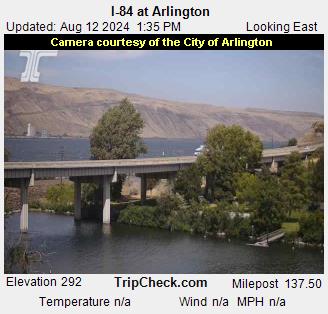 I-84 at Arlington
Updated: Aug 12 2024 1:35 PM Looking East
Camera courtesy of the City of Arlington
Elevation 292 TripCheck.com Milepost 137.50
Temperature n/a Wind n/a MPH n/a